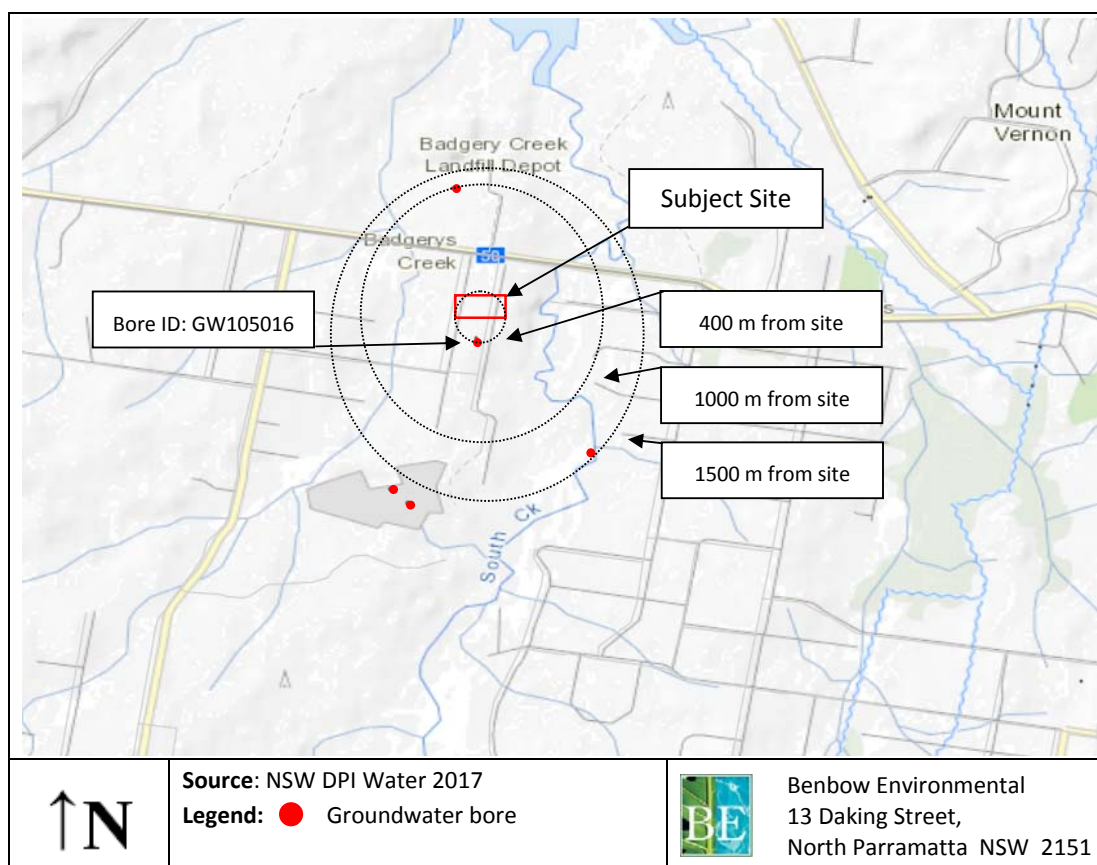 Mount
Vernon
Badgery Creek
Landfill Depot
Subject Site
Badgerys
Creek
50
Bore ID: GW105016
400 m from site
1000 m from site
1500 m from site
South Ck
↑N
Source: NSW DPI Water 2017
Legend: Groundwater bore
BE
Benbow Environmental
13 Daking Street,
North Parramatta NSW 2151